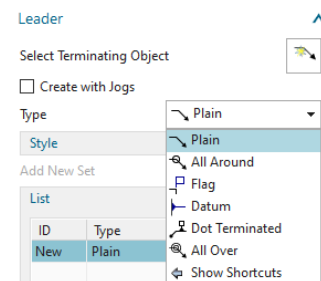 Leader
Select Terminating Object
Create with Jogs
Type
Plain
Style
Plain
Add New Set
All Around
Flag
List
Datum
Dot Terminated
ID Type
All Over
New Plain
Show Shortcuts